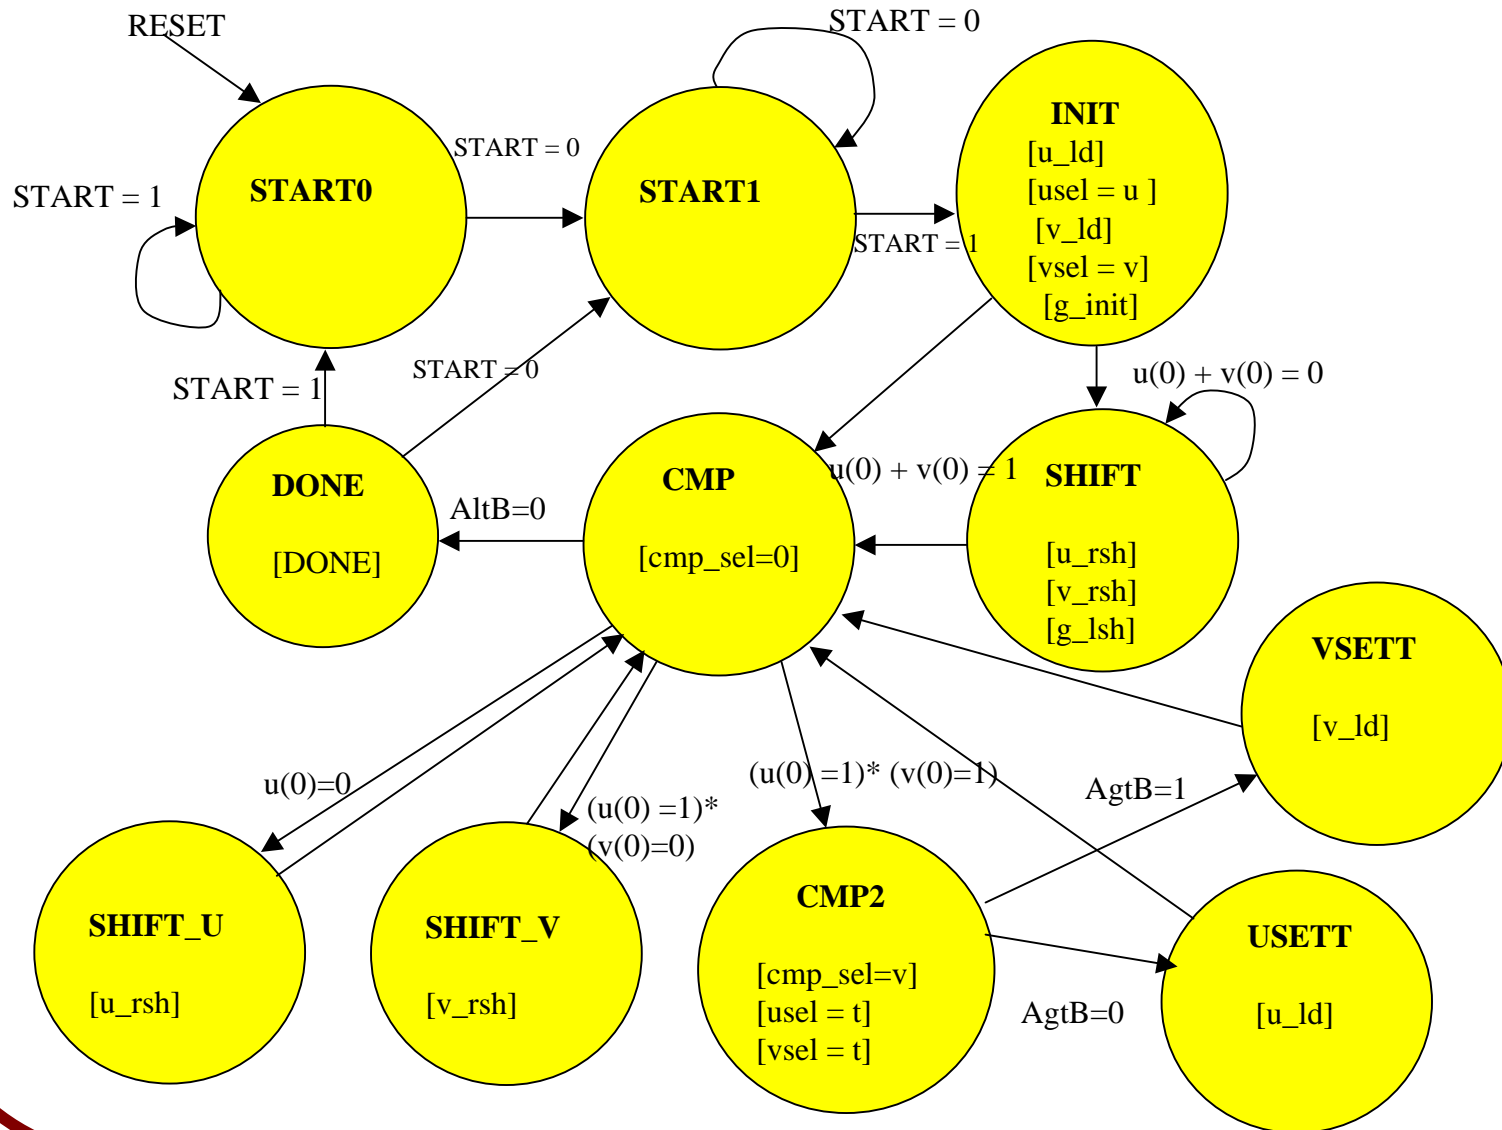 RESET
START = 0
START = 1
START0
START = 0
START1
START = 1
INIT
[u_ld]
[usel = u ]
[v_ld]
[vsel = v]
[g_init]
START = 1
START = 0
u(0) + v(0) = 0
DONE
[DONE]
AltB=0
CMP
[cmp_sel=0]
u(0) + v(0) = 1
SHIFT
[u_rsh]
[v_rsh]
[g_lsh]
VSETT
[v_ld]
u(0)=0
(u(0) =1)*
(v(0)=0)
(u(0) =1)* (v(0)=1)
AgtB=1
SHIFT_U
[u_rsh]
SHIFT_V
[v_rsh]
CMP2
[cmp_sel=v]
[usel = t]
[vsel = t]
AgtB=0
USETT
[u_ld]